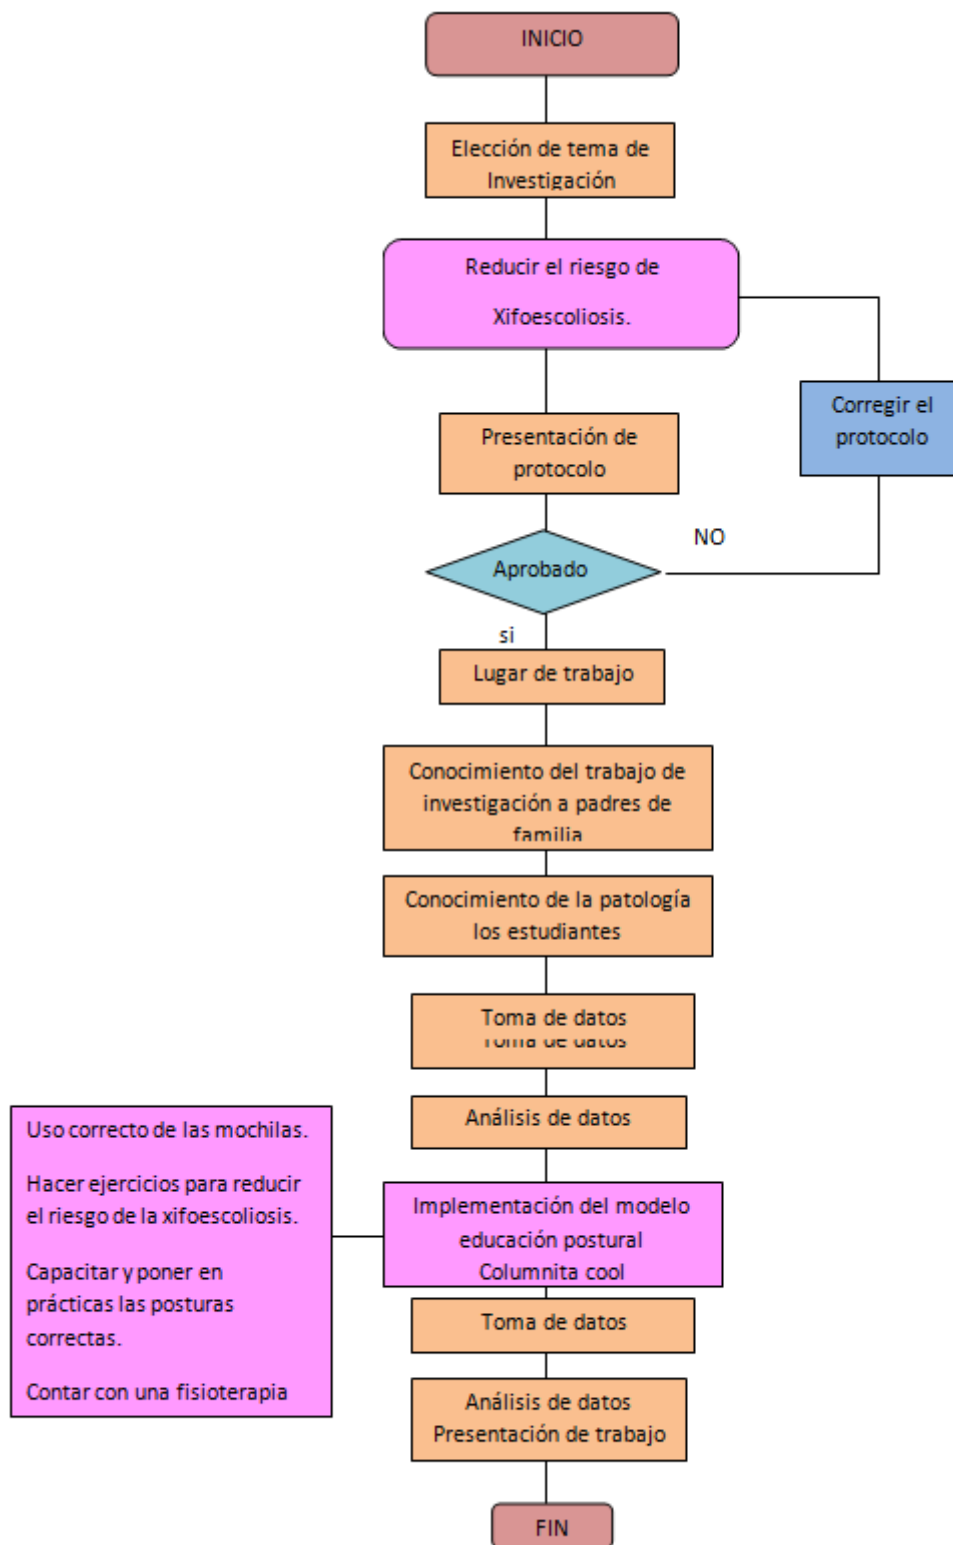 INICIO
Elección de tema de
Investigación
Reducir el riesgo de
Xifoescoliosis.
Corregir el
protocolo
Presentación de
protocolo
NO
Aprobado
si
Lugar de trabajo
Conocimiento del trabajo de
investigación a padres de
familia
Conocimiento de la patología
los estudiantes
Toma de datos
Toma de datos
Análisis de datos
Uso correcto de las mochilas.
Hacer ejercicios para reducir
el riesgo de la xifoescoliosis.
Capacitar y poner en
prácticas las posturas
correctas.
Contar con una fisioterapia
Implementación del modelo
educación postural
Columnita cool
Toma de datos
Análisis de datos
Presentación de trabajo
FIN